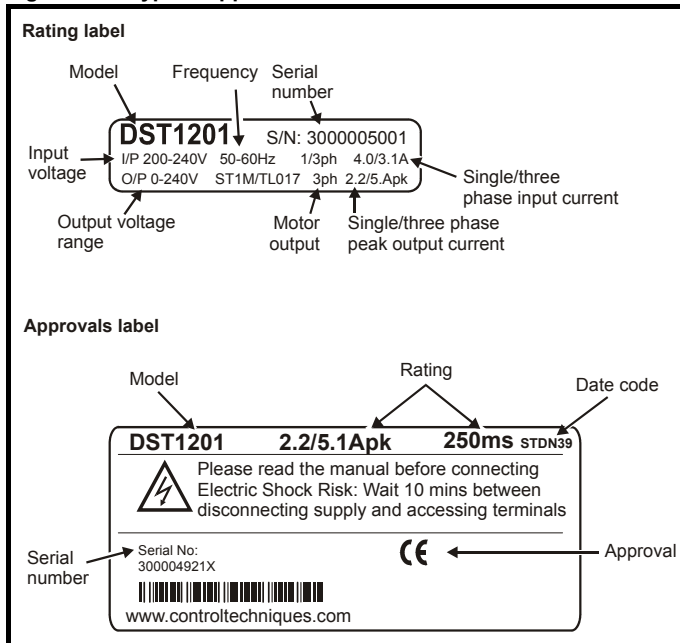 Rating label
Model
Frequency
Serial
number
DST1201 S/N: 3000005001
Input
voltage
I/P 200-240V 50-60Hz 1/3ph 4.0/3.1A
O/P 0-240V ST1M/TL017 3ph 2.2/5.Apk
Single/three
phase input current
Output voltage
range
Motor
output
Single/three phase
peak output current
Approvals label
Model
Rating
Date code
DST1201 2.2/5.1Apk 250ms STDN39
Please read the manual before connecting
Electric Shock Risk: Wait 10 mins between
disconnecting supply and accessing terminals
Serial
number
Serial No:
300004921X
CE
Approval
www.controltechniques.com